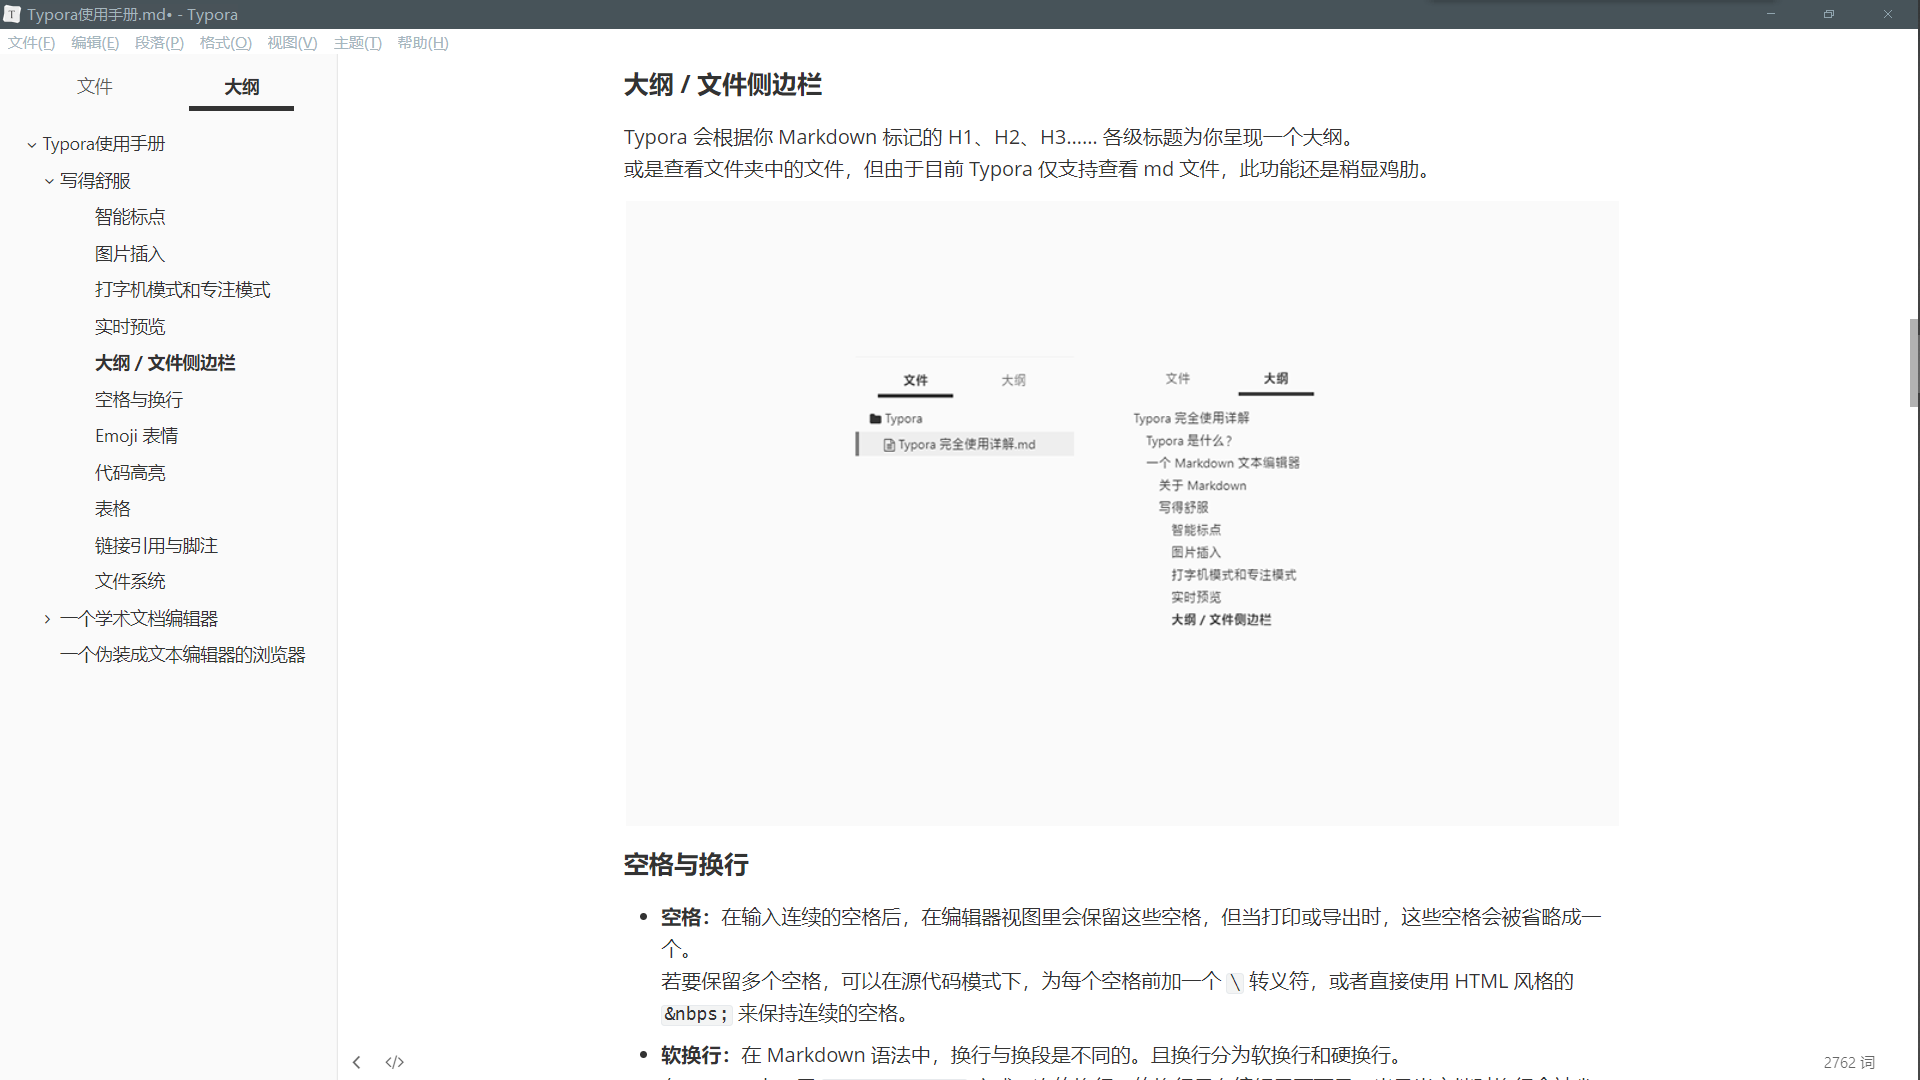 Typora使用手册.md• - Typora
文件(F) 编辑(E) 段落(P) 格式(O) 视图(V) 主题(T) 帮助(H)
文件 大纲
Typora使用手册
写得舒服
智能标点
图片插入
打字机模式和专注模式
实时预览
大纲 / 文件侧边栏
空格与换行
Emoji 表情
代码高亮
表格
链接引用与脚注
文件系统
一个学术文档编辑器
一个伪装成文本编辑器的浏览器
大纲 / 文件侧边栏
Typora 会根据你 Markdown 标记的 H1、H2、H3…… 各级标题为你呈现一个大纲。
或是查看文件夹中的文件，但由于目前 Typora 仅支持查看 md 文件，此功能还是稍显鸡肋。
文件 大纲
Typora
Typora 完全使用详解.md
文件 大纲
Typora 完全使用详解
Typora 是什么？
一个 Markdown 文本编辑器
关于 Markdown
写得舒服
智能标点
图片插入
打字机模式和专注模式
实时预览
大纲 / 文件侧边栏
空格与换行
空格：在输入连续的空格后，在编辑器视图里会保留这些空格，但当打印或导出时，这些空格会被省略成一
个。
若要保留多个空格，可以在源代码模式下，为每个空格前加一个 \ 转义符，或者直接使用 HTML 风格的
&nbps; 来保持连续的空格。
软换行：在 Markdown 语法中，换行与换段是不同的。且换行分为软换行和硬换行。
2762 词